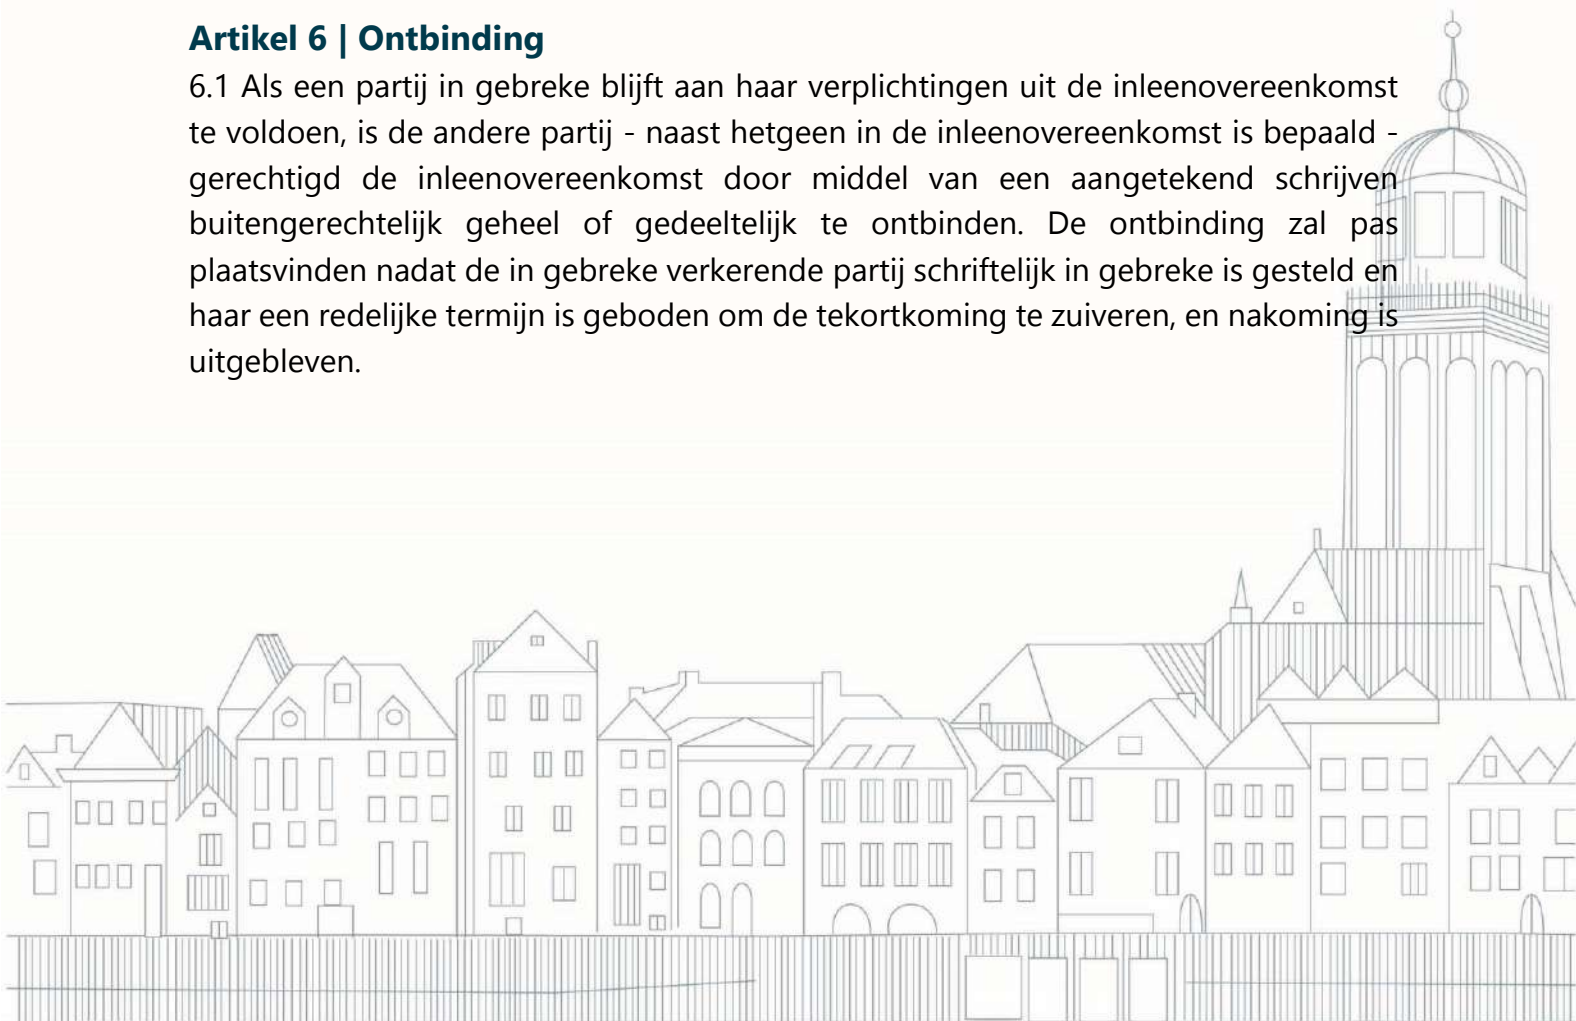 Artikel 6 | Ontbinding
6.1 Als een partij in gebreke blijft aan haar verplichtingen uit de inleenovereenkomst
te voldoen, is de andere partij - naast hetgeen in de inleenovereenkomst is bepaald -
gerechtigd de inleenovereenkomst door middel van een aangetekend schrijven
buitengerechtelijk geheel of gedeeltelijk te ontbinden. De ontbinding zal pas
plaatsvinden nadat de in gebreke verkerende partij schriftelijk in gebreke is gesteld en
haar een redelijke termijn is geboden om de tekortkoming te zuiveren, en nakoming is
uitgebleven.